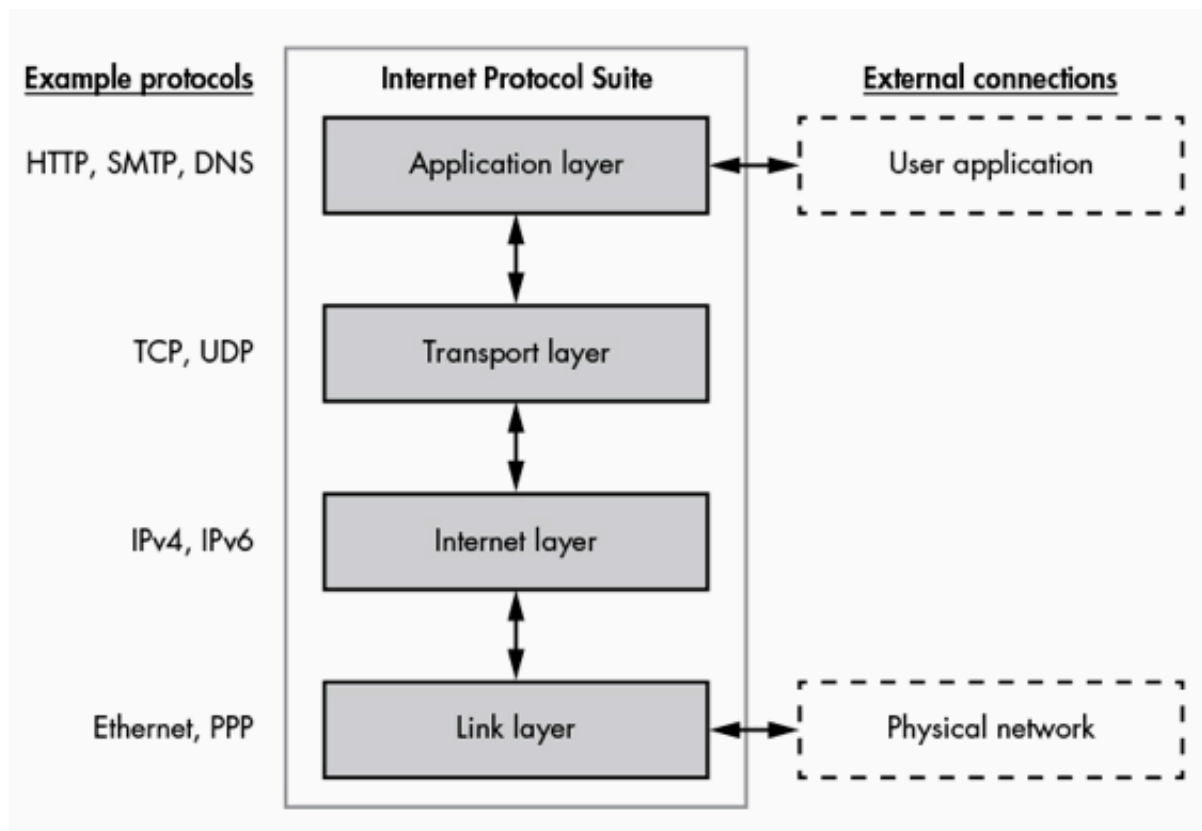 Example protocols
Internet Protocol Suite
External connections
HTTP, SMTP, DNS
Application layer
User application
TCP, UDP
Transport layer
IPv4, IPv6
Internet layer
Ethernet, PPP
Link layer
Physical network